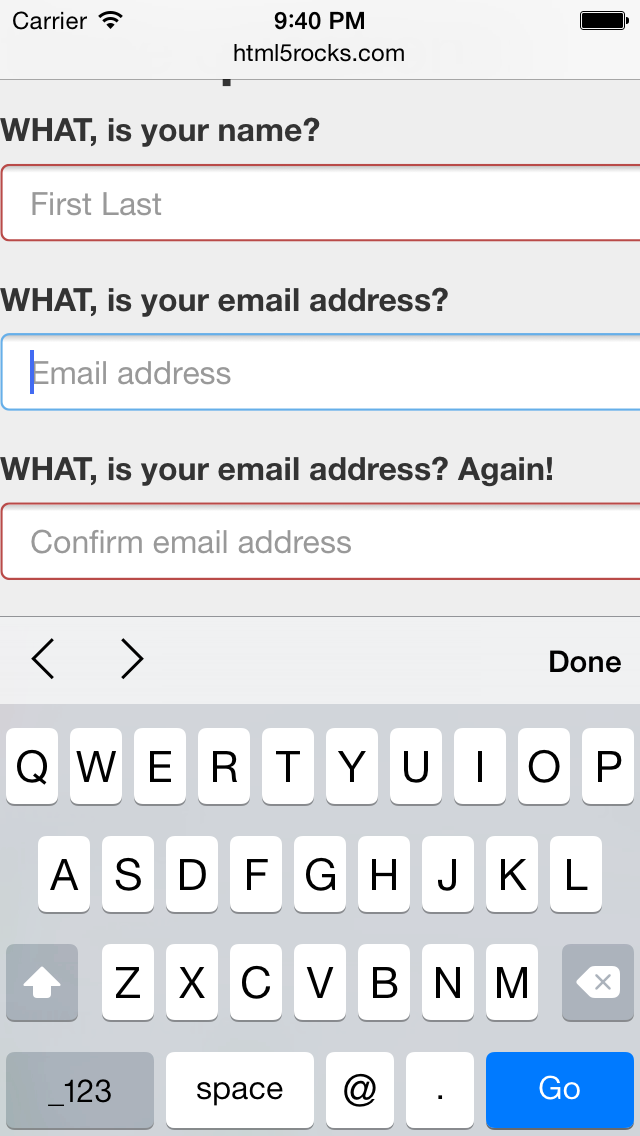 Carrier 9:40 PM
html5rocks.com
WHAT, is your name?
First Last
WHAT, is your email address?
Email address
WHAT, is your email address? Again!
Confirm email address
Done
Q W E R T Y U I O P
A S D F G H J K L
Z X C V B N M
_123 space @ . Go